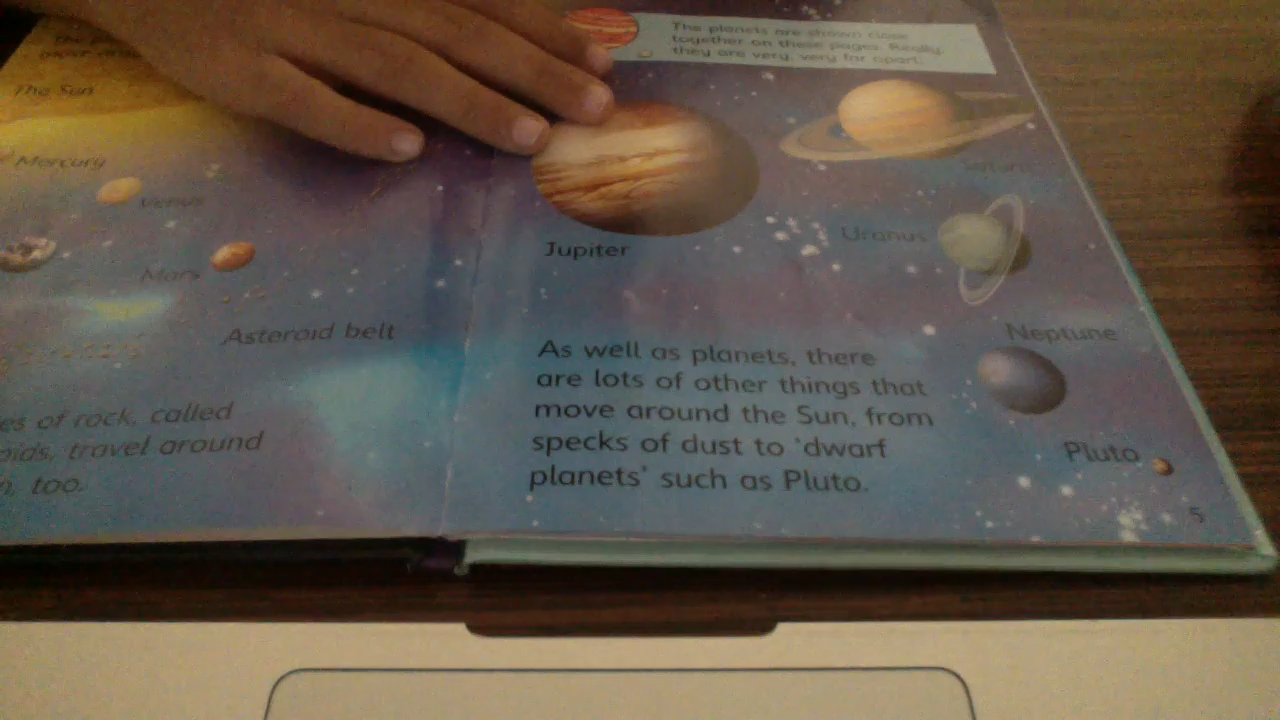 The Sun
Mercury
Venus
Mars
Asteroid belt
es of rock, called
oids, travel around
n, too.
The planets are shown close
together on these pages. Really,
they are very, very far apart.
Saturn
Jupiter
Uranus
Neptune
As well as planets, there
are lots of other things that
move around the Sun, from
specks of dust to 'dwarf
planets' such as Pluto.
Pluto
5